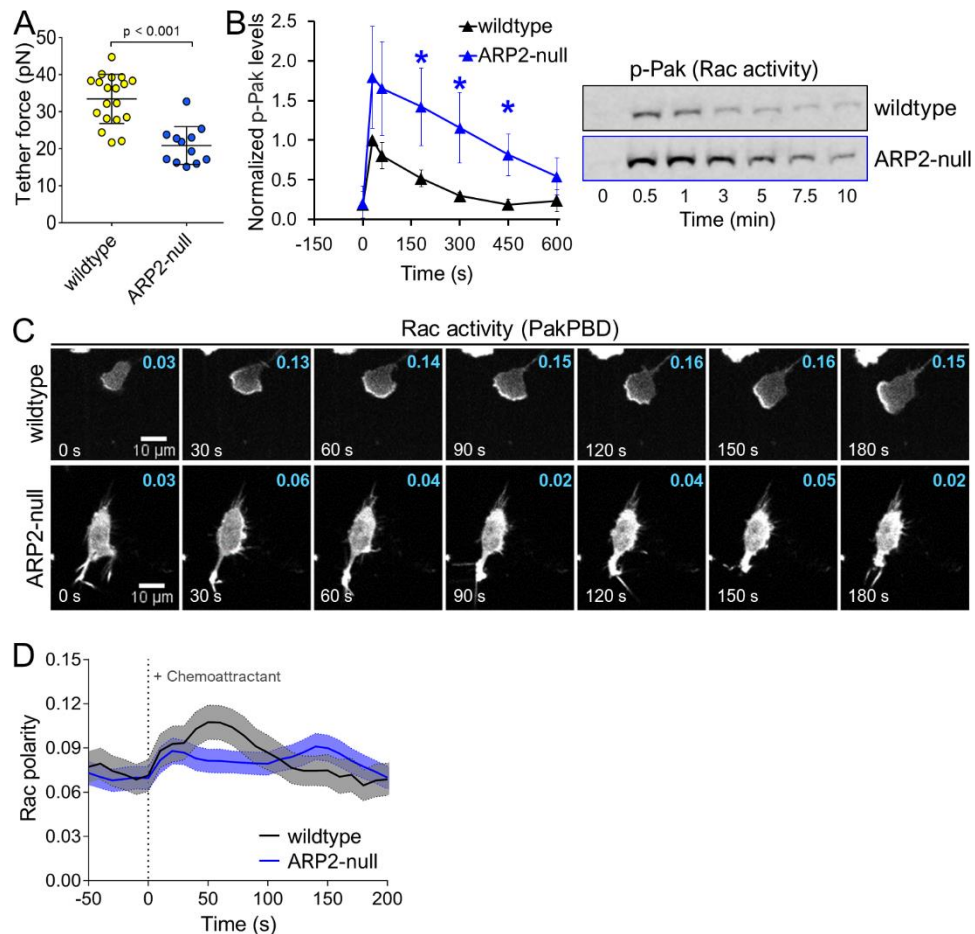 A
p < 0.001
Tether force (pN)
50
40
30
20
10
0
wildtype
ARP2-null
B
wildtype
ARP2-null
Normalized p-Pak levels
2.5
2.0
1.5
1.0
0.5
0.0
* * *
-150 0 150 300 450 600
Time (s)
p-Pak (Rac activity)
wildtype
ARP2-null
0 0.5 1 3 5 7.5 10
Time (min)
C
Rac activity (PakPBD)
wildtype
0.03 0.13 0.14 0.15 0.16 0.16 0.15
0 s 10 µm 30 s 60 s 90 s 120 s 150 s 180 s
ARP2-null
0.03 0.06 0.04 0.02 0.04 0.05 0.02
0 s 10 µm 30 s 60 s 90 s 120 s 150 s 180 s
D
+ Chemoattractant
Rac polarity
0.15
0.12
0.09
0.06
0.03
0.00
wildtype
ARP2-null
-50 0 50 100 150 200
Time (s)